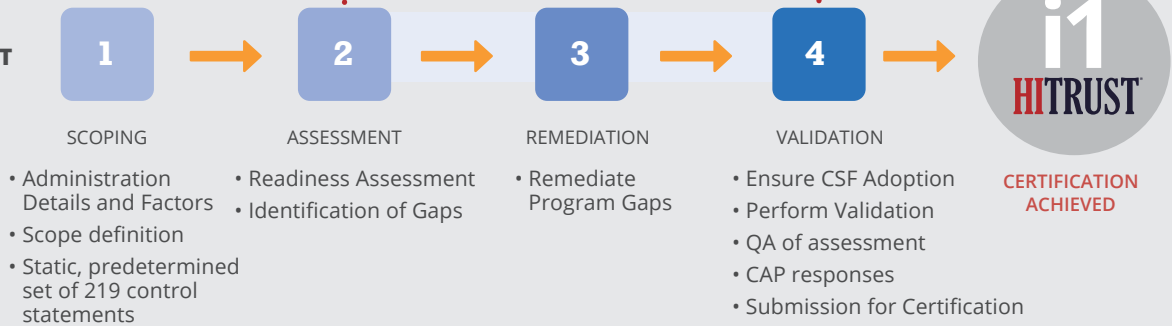 T
1
2
3
4
i1
HITRUST
SCOPING
• Administration
Details and Factors
• Scope definition
• Static, predetermined
set of 219 control
statements
ASSESSMENT
• Readiness Assessment
• Identification of Gaps
REMEDIATION
• Remediate
Program Gaps
VALIDATION
• Ensure CSF Adoption
• Perform Validation
• QA of assessment
• CAP responses
• Submission for Certification
CERTIFICATION
ACHIEVED